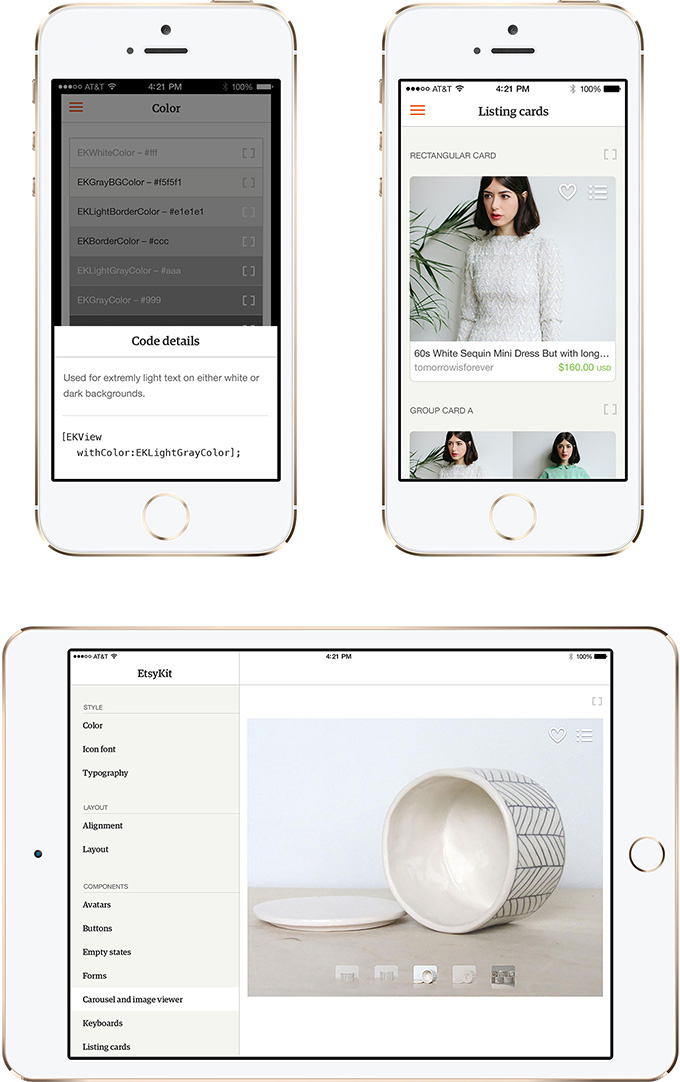 AT&T 4:21 PM 100%
Color
EKWhiteColor – #fff
EKGrayBGColor – #f5f5f1
EKLightBorderColor – #e1e1e1
EKBorderColor – #ccc
EKLightGrayColor – #aaa
EKGrayColor – #999
Code details
Used for extremly light text on either white or
dark backgrounds.
[EKView
withColor:EKLightGrayColor];
AT&T 4:21 PM 100%
Listing cards
RECTANGULAR CARD
60s White Sequin Mini Dress But with long...
tomorrowisforever $160.00 USD
GROUP CARD A
AT&T 4:21 PM 100%
EtsyKit
STYLE
Color
Icon font
Typography
LAYOUT
Alignment
Layout
COMPONENTS
Avatars
Buttons
Empty states
Forms
Carousel and image viewer
Keyboards
Listing cards